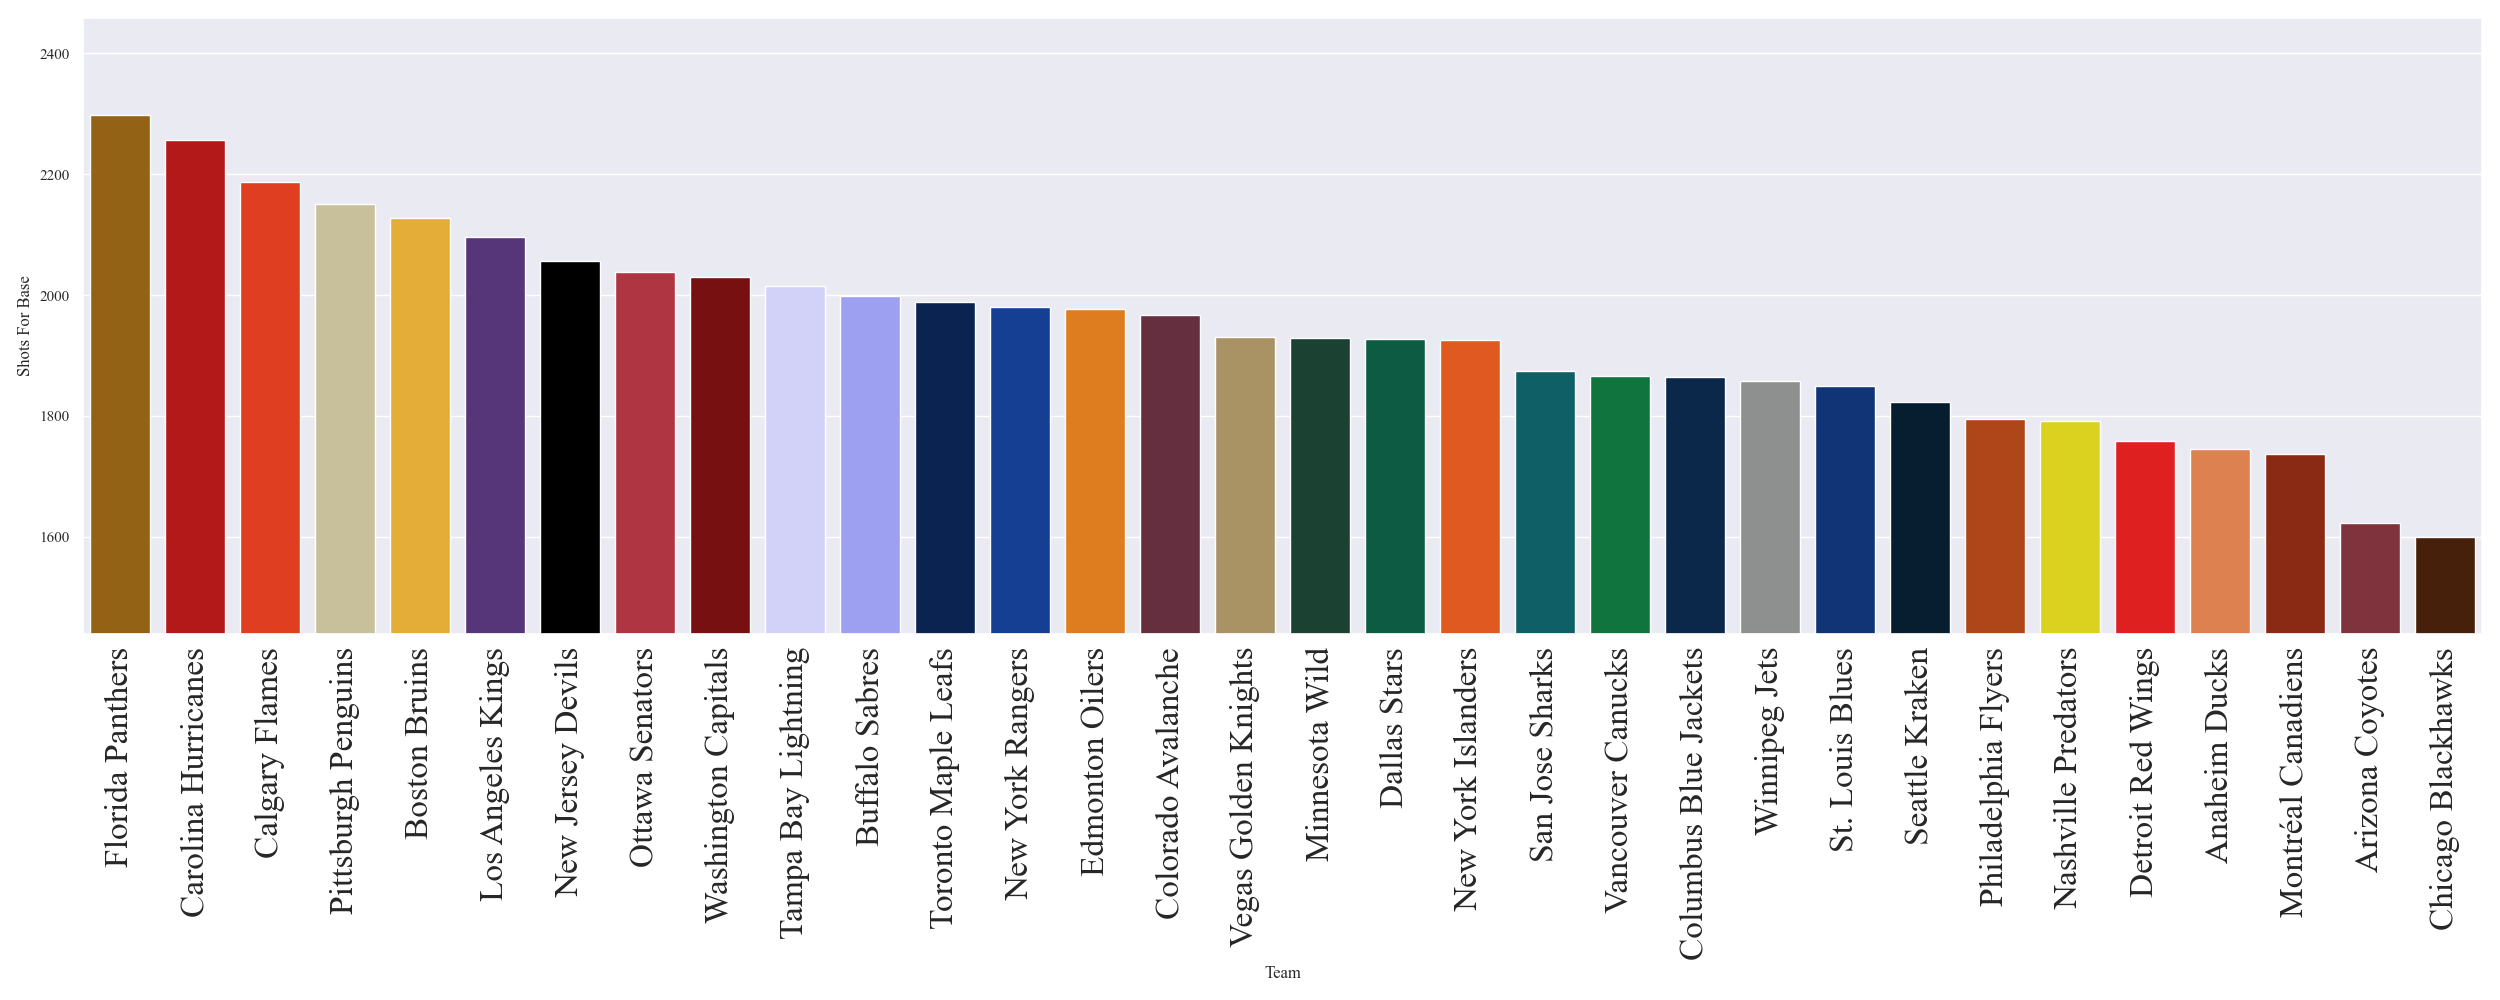 2400
2200
2000
1800
1600
Shots For Base
Florida Panthers
Carolina Hurricanes
Calgary Flames
Pittsburgh Penguins
Boston Bruins
Los Angeles Kings
New Jersey Devils
Ottawa Senators
Washington Capitals
Tampa Bay Lightning
Buffalo Sabres
Toronto Maple Leafs
New York Rangers
Edmonton Oilers
Colorado Avalanche
Vegas Golden Knights
Minnesota Wild
Dallas Stars
New York Islanders
San Jose Sharks
Vancouver Canucks
Columbus Blue Jackets
Winnipeg Jets
St. Louis Blues
Seattle Kraken
Philadelphia Flyers
Nashville Predators
Detroit Red Wings
Anaheim Ducks
Montréal Canadiens
Arizona Coyotes
Chicago Blackhawks
Team